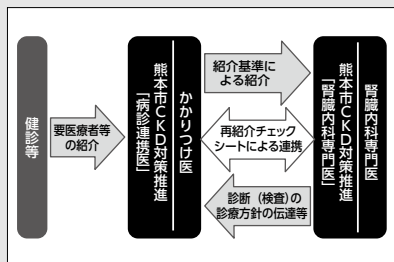 健診等
要医療者等
の紹介
かかりつけ医
熊本市CKD対策推進
「病診連携医」
紹介基準に
よる紹介
再紹介チェック
シートによる連携
診断（検査）の
診療方針の伝達等
腎臓内科専門医
熊本市CKD対策推進
「腎臓内科専門医」